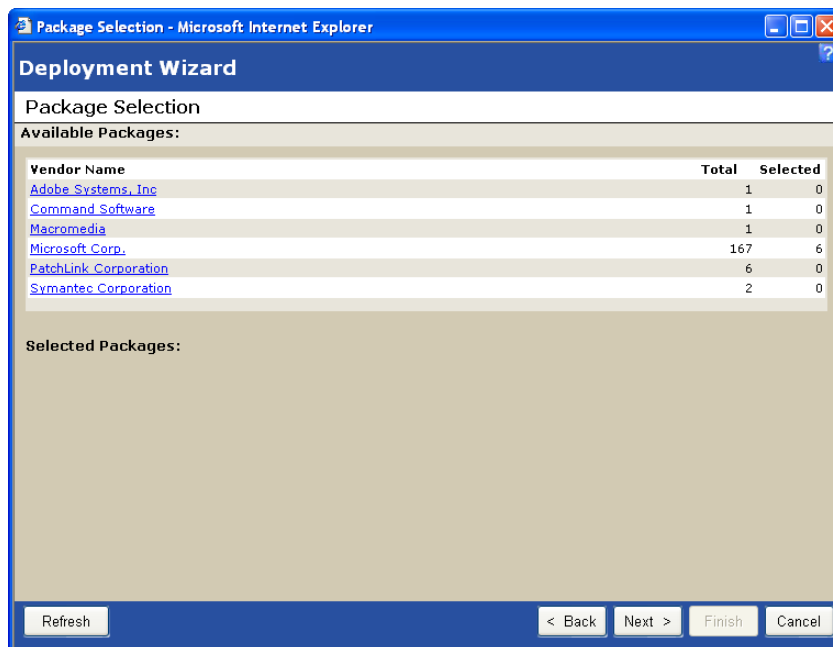 Package Selection - Microsoft Internet Explorer
?
Deployment Wizard
Package Selection
Available Packages:
Vendor Name Total Selected
Adobe Systems, Inc 1 0
Command Software 1 0
Macromedia 1 0
Microsoft Corp. 167 6
PatchLink Corporation 6 0
Symantec Corporation 2 0
Selected Packages:
Refresh < Back Next > Finish Cancel